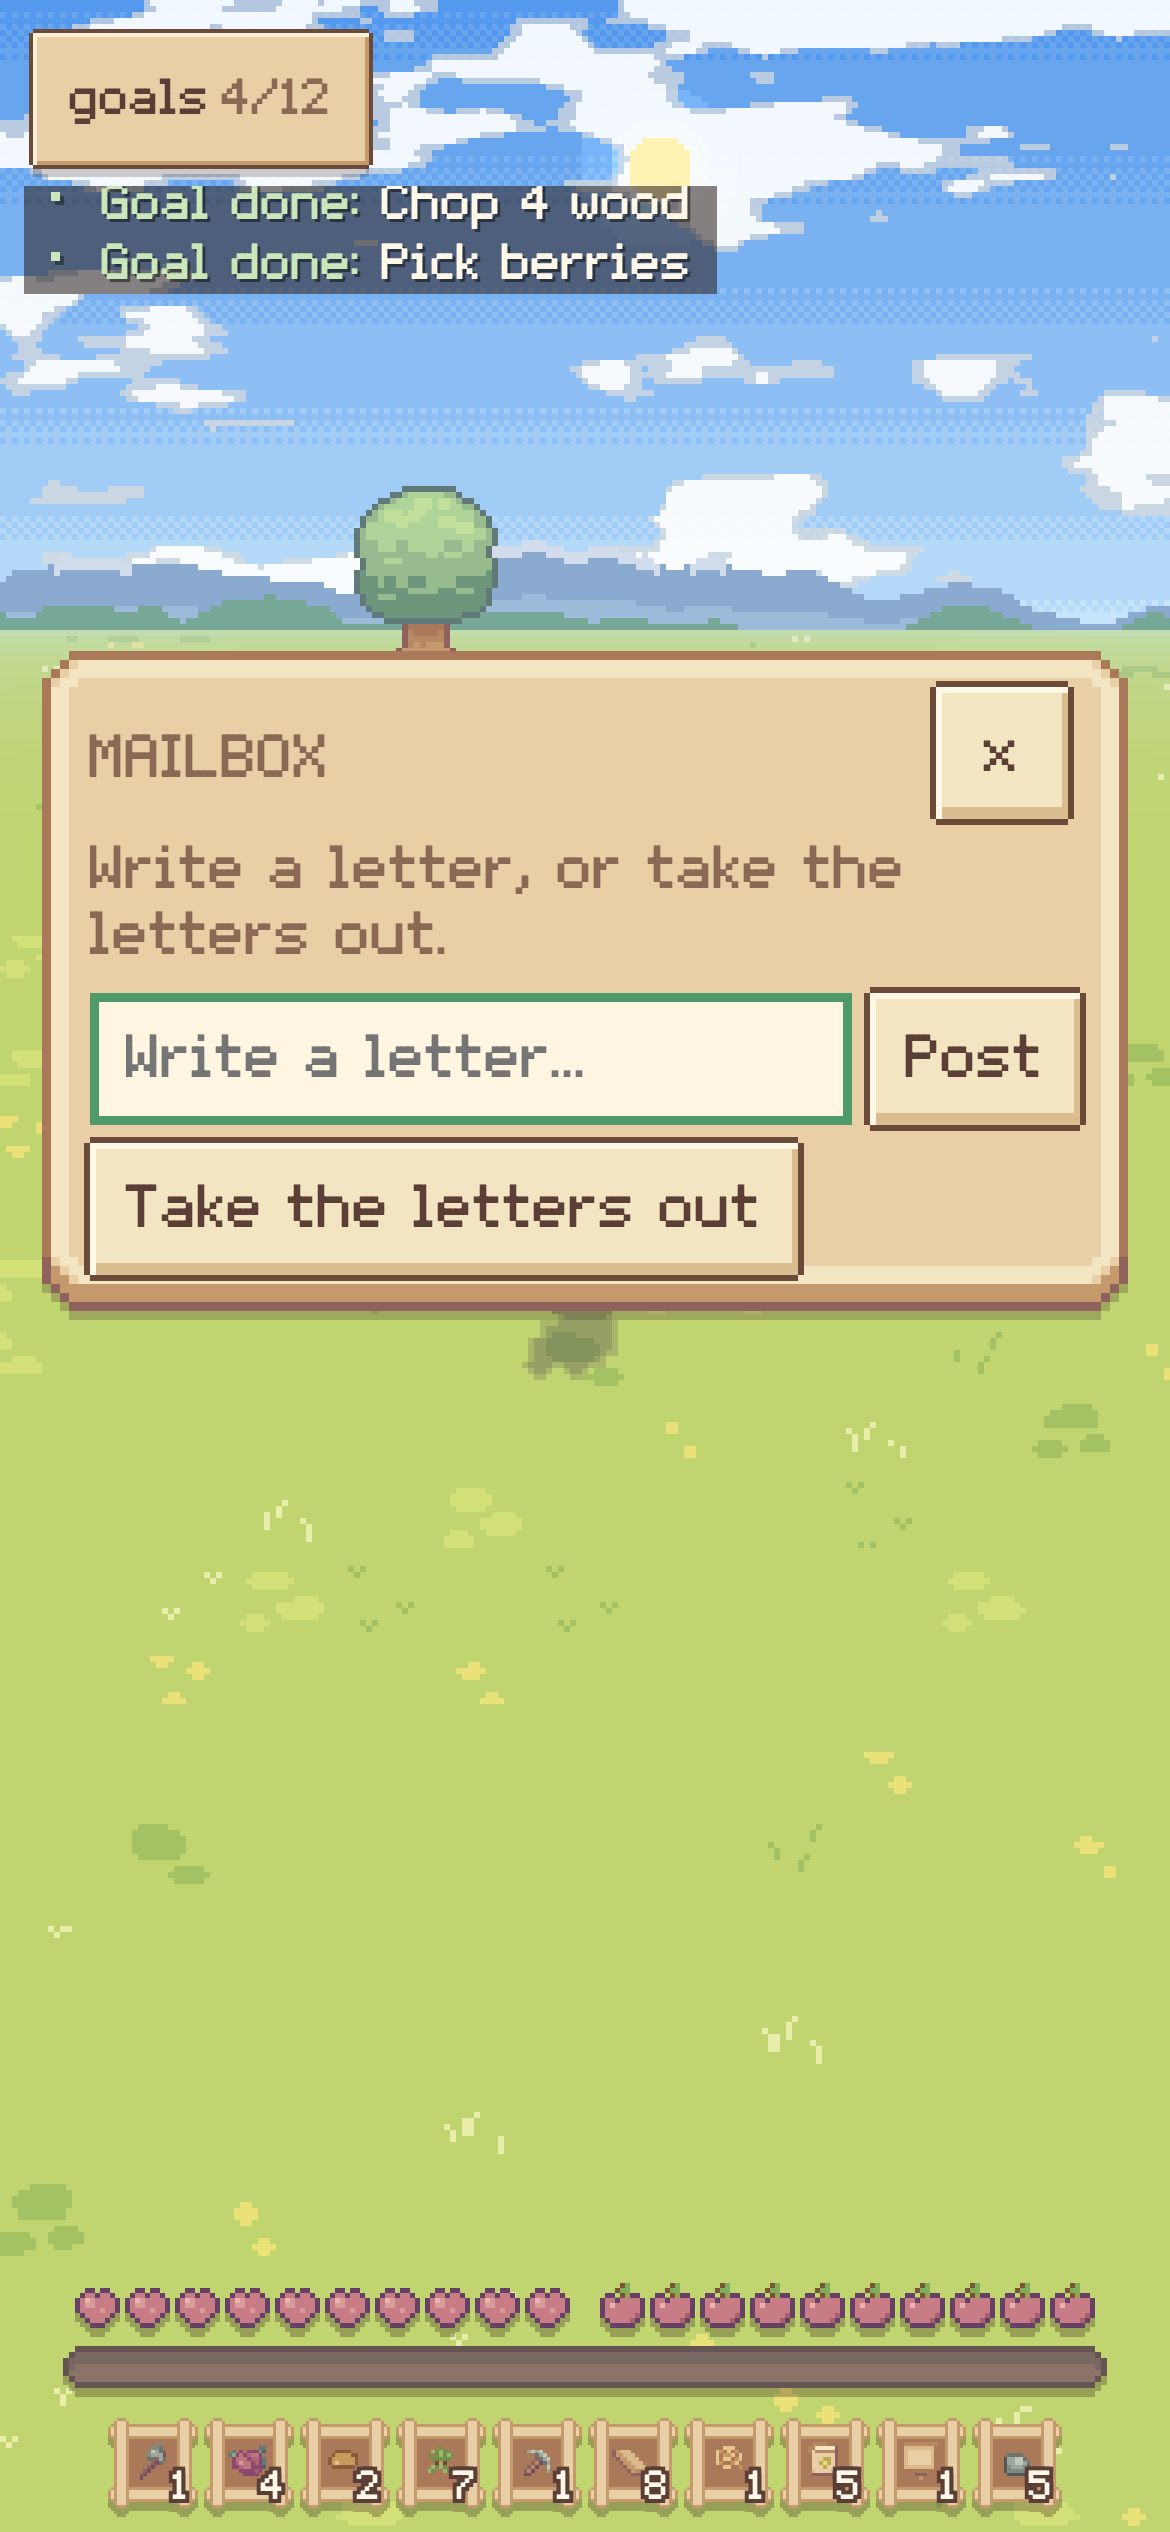 goals 4/12
Goal done: Chop 4 wood
Goal done: Pick berries
MAILBOX
x
Write a letter, or take the
letters out.
Write a letter...
Post
Take the letters out
1 4 2 7 1 8 1 5 1 5